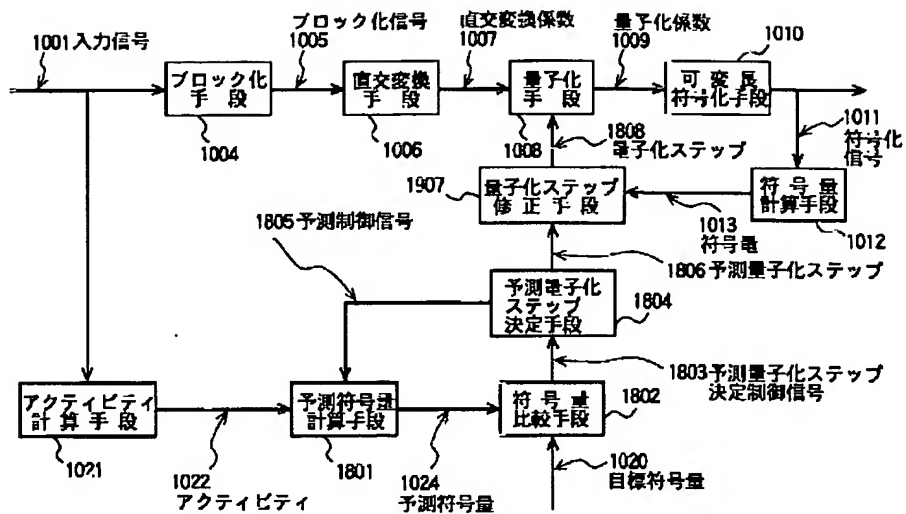 ブロック化信号
直交変換係数
量子化係数
1010
1001入力信号
1005
1007
1009
ブロック化
手段
直交変換
手段
量子化
手段
可変長
符号化手段
1004
1006
1008
1808
量子化ステップ
1011
符号化
信号
1907
量子化ステップ
修正手段
符号量
計算手段
1805予測制御信号
1013
符号量
1012
1806予測量子化ステップ
予測量子化
ステップ
決定手段
1804
1803予測量子化ステップ
決定制御信号
アクティビティ
計算手段
予測符号量
計算手段
符号量
比較手段
1802
1021
1022
アクティビティ
1801
1024
予測符号量
1020
目標符号量